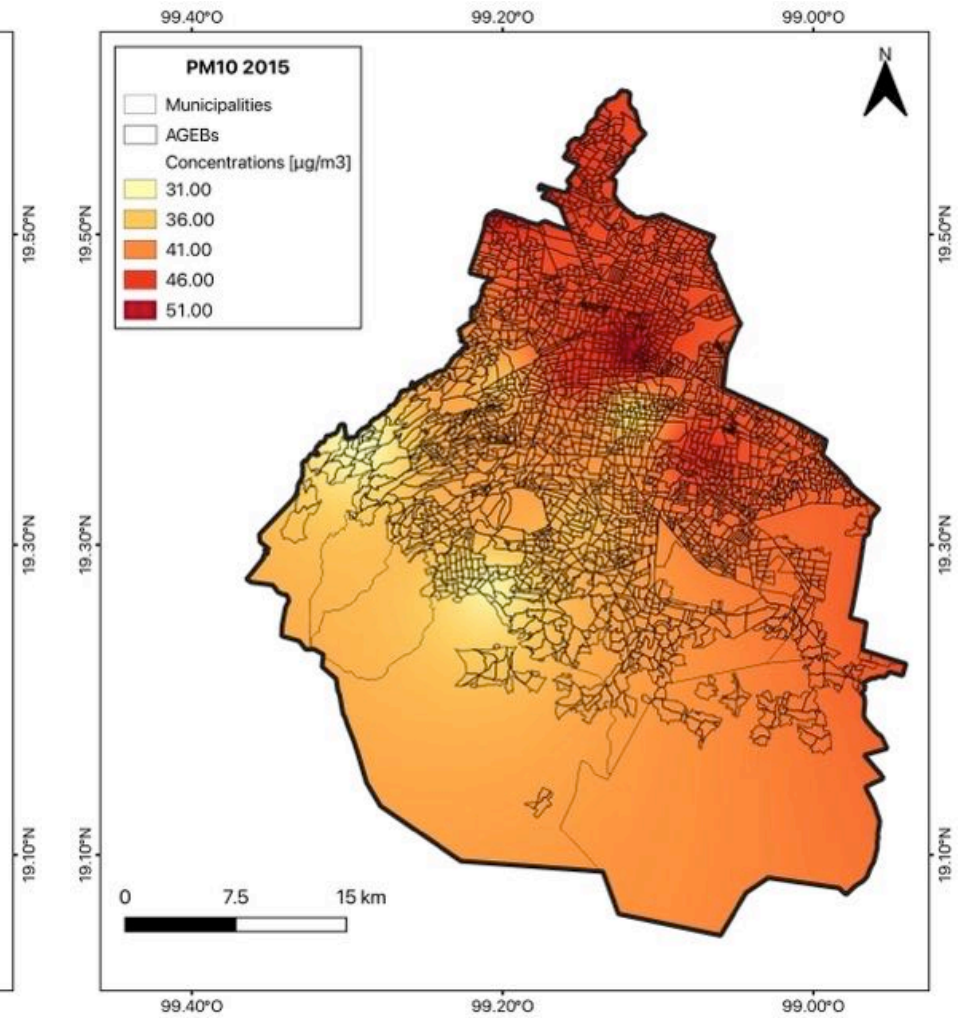 99.40°O 99.20°O 99.00°O
N
PM10 2015
Municipalities
AGEBs
Concentrations [µg/m3]
31.00
36.00
41.00
46.00
51.00
19.50°N 19.50°N 19.50°N
19.30°N 19.30°N 19.30°N
19.10°N 19.10°N 19.10°N
0 7.5 15 km
99.40°O 99.20°O 99.00°O